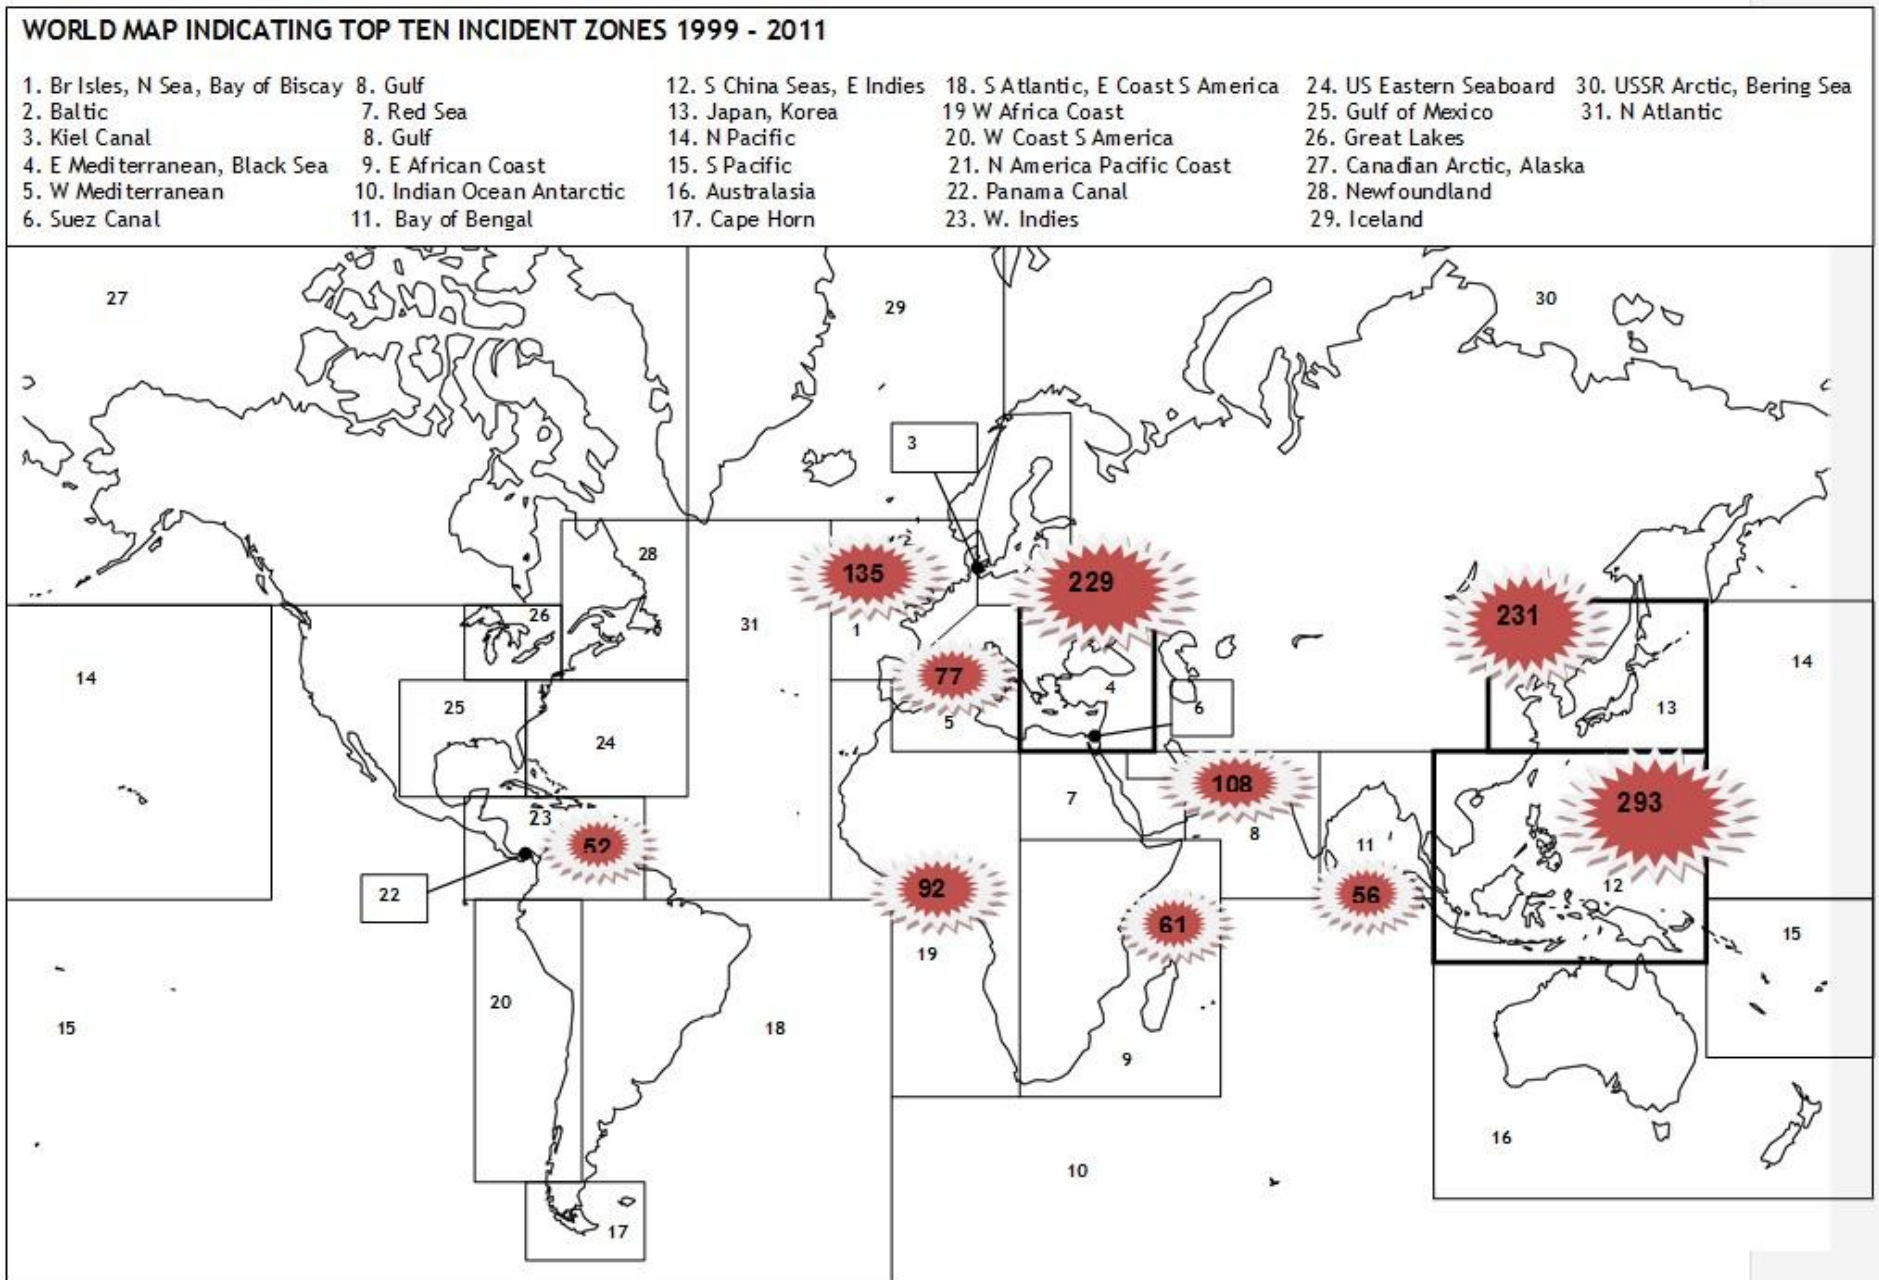 WORLD MAP INDICATING TOP TEN INCIDENT ZONES 1999 - 2011
1. Br Isles, N Sea, Bay of Biscay 8. Gulf 12. S China Seas, E Indies 18. S Atlantic, E Coast S America 24. US Eastern Seaboard 30. USSR Arctic, Bering Sea
2. Baltic 7. Red Sea 13. Japan, Korea 19 W Africa Coast 25. Gulf of Mexico 31. N Atlantic
3. Kiel Canal 8. Gulf 14. N Pacific 20. W Coast S America 26. Great Lakes
4. E Mediterranean, Black Sea 9. E African Coast 15. S Pacific 21. N America Pacific Coast 27. Canadian Arctic, Alaska
5. W Mediterranean 10. Indian Ocean Antarctic 16. Australasia 22. Panama Canal 28. Newfoundland
6. Suez Canal 11. Bay of Bengal 17. Cape Horn 23. W. Indies 29. Iceland
27 29 30
3
2
28 135 229
26 31 1 231
14 77 4 14
25 5 6 13
24
7 108 293
23 52 8 11
22 92 56 12
19 61 15
20
15 18
9
16
10
17